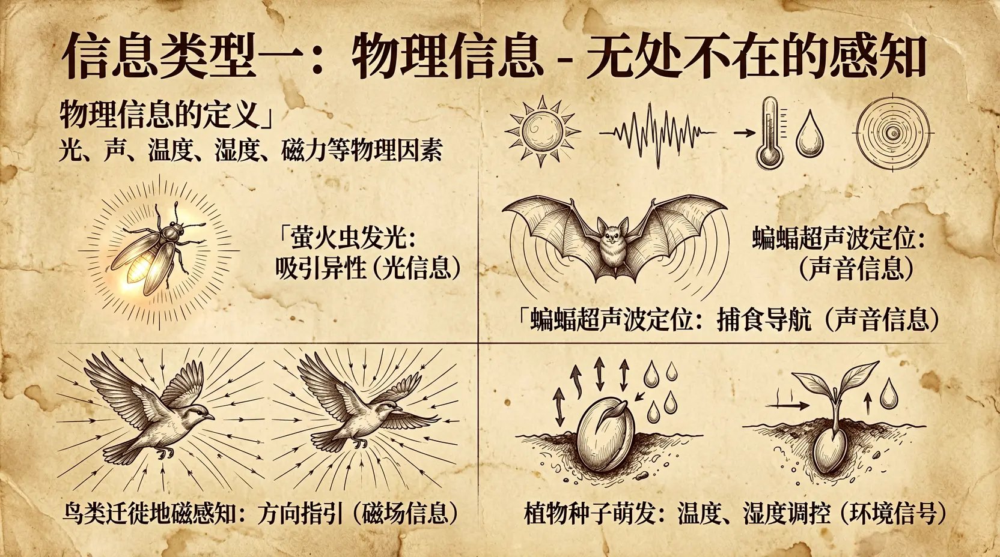 信息类型一：物理信息 - 无处不在的感知
物理信息的定义」
光、声、温度、湿度、磁力等物理因素
「萤火虫发光：
吸引异性（光信息）
蝙蝠超声波定位：
（声音信息）
「蝙蝠超声波定位：捕食导航（声音信息）
鸟类迁徙地磁感知：方向指引（磁场信息）
植物种子萌发：温度、湿度调控（环境信号）